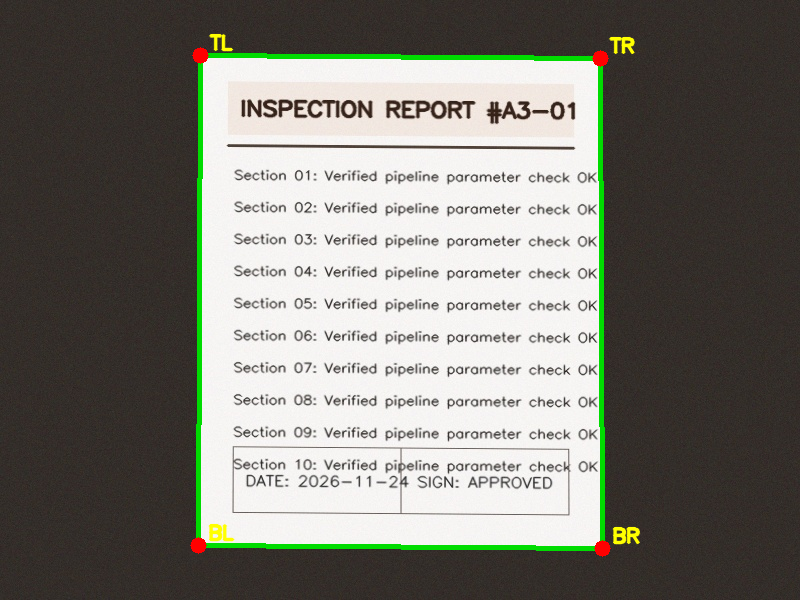 TL
TR
INSPECTION REPORT #A3-01
Section 01: Verified pipeline parameter check OK
Section 02: Verified pipeline parameter check OK
Section 03: Verified pipeline parameter check OK
Section 04: Verified pipeline parameter check OK
Section 05: Verified pipeline parameter check OK
Section 06: Verified pipeline parameter check OK
Section 07: Verified pipeline parameter check OK
Section 08: Verified pipeline parameter check OK
Section 09: Verified pipeline parameter check OK
Section 10: Verified pipeline parameter check OK
DATE: 2026-11-24 SIGN: APPROVED
BL
BR